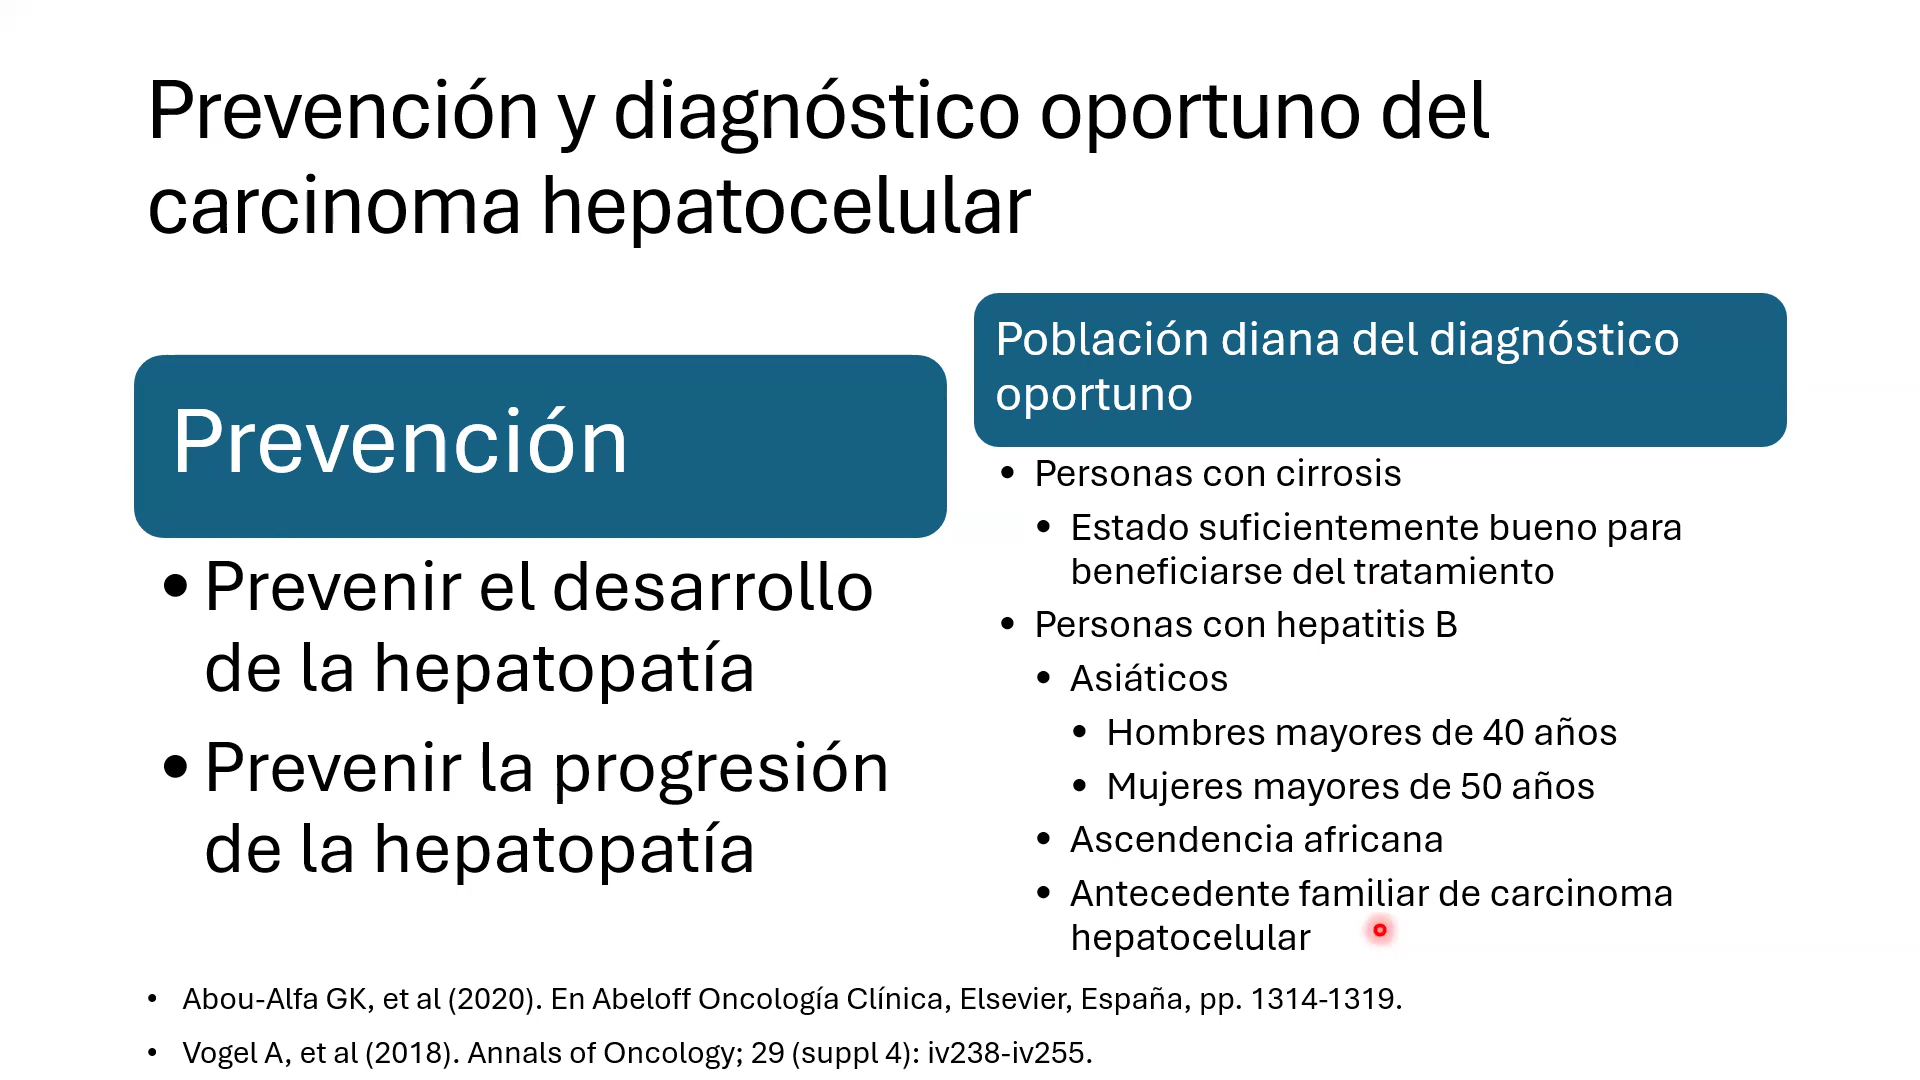 Prevención y diagnóstico oportuno del
carcinoma hepatocelular
Prevención
• Prevenir el desarrollo
de la hepatopatía
• Prevenir la progresión
de la hepatopatía
Población diana del diagnóstico
oportuno
• Personas con cirrosis
• Estado suficientemente bueno para
beneficiarse del tratamiento
• Personas con hepatitis B
• Asiáticos
• Hombres mayores de 40 años
• Mujeres mayores de 50 años
• Ascendencia africana
• Antecedente familiar de carcinoma
hepatocelular
• Abou-Alfa GK, et al (2020). En Abeloff Oncología Clínica, Elsevier, España, pp. 1314-1319.
• Vogel A, et al (2018). Annals of Oncology; 29 (suppl 4): iv238-iv255.